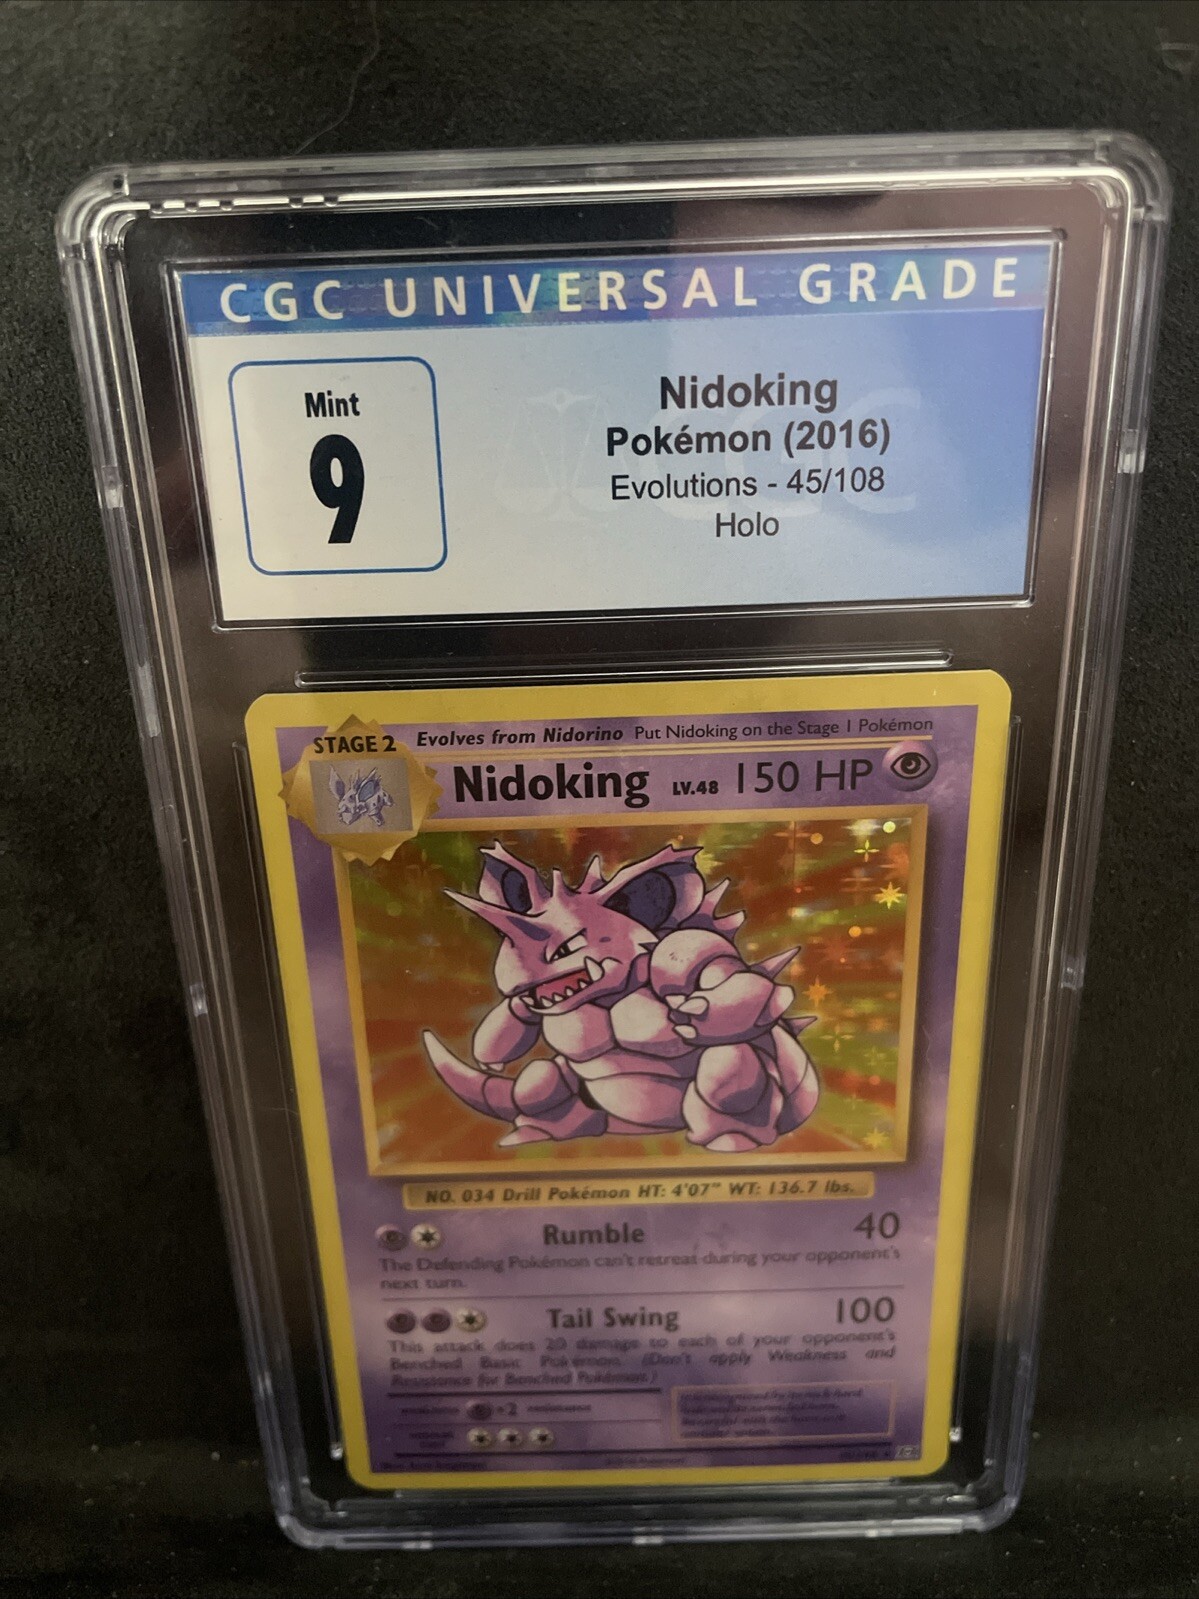 CGC UNIVERSAL GRADE
Mint
9
Nidoking
Pokémon (2016)
Evolutions - 45/108
Holo
CGC
STAGE 2 Evolves from Nidorino Put Nidoking on the Stage 1 Pokémon
Nidoking LV.48 150 HP
NO. 034 Drill Pokémon HT: 4'07" WT: 136.7 lbs.
Rumble 40
The Defending Pokémon can't retreat during your opponent's
next turn.
Tail Swing 100
This attack does 20 damage to each of your opponent's
Benched Basic Pokémon. (Don't apply Weakness and
Resistance for Benched Pokémon.)
×2